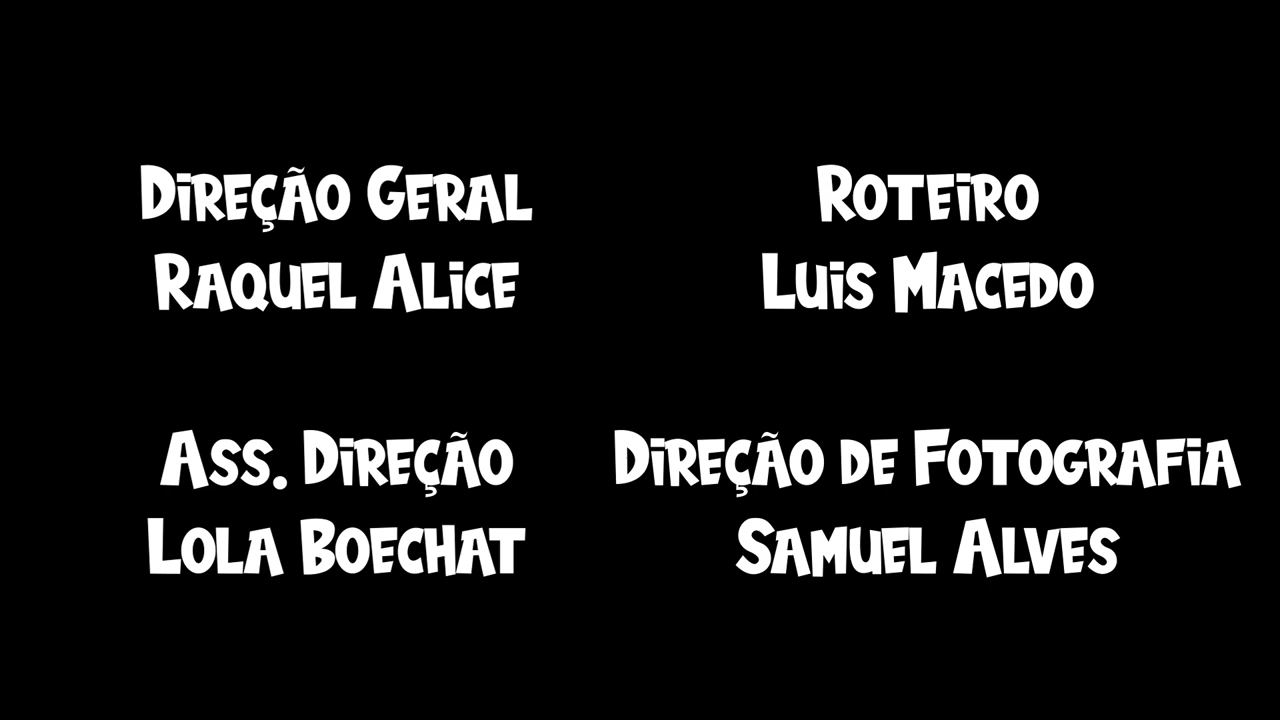 Direção Geral
Raquel Alice
Roteiro
Luis Macedo
Ass. Direção
Lola Boechat
Direção de Fotografia
Samuel Alves